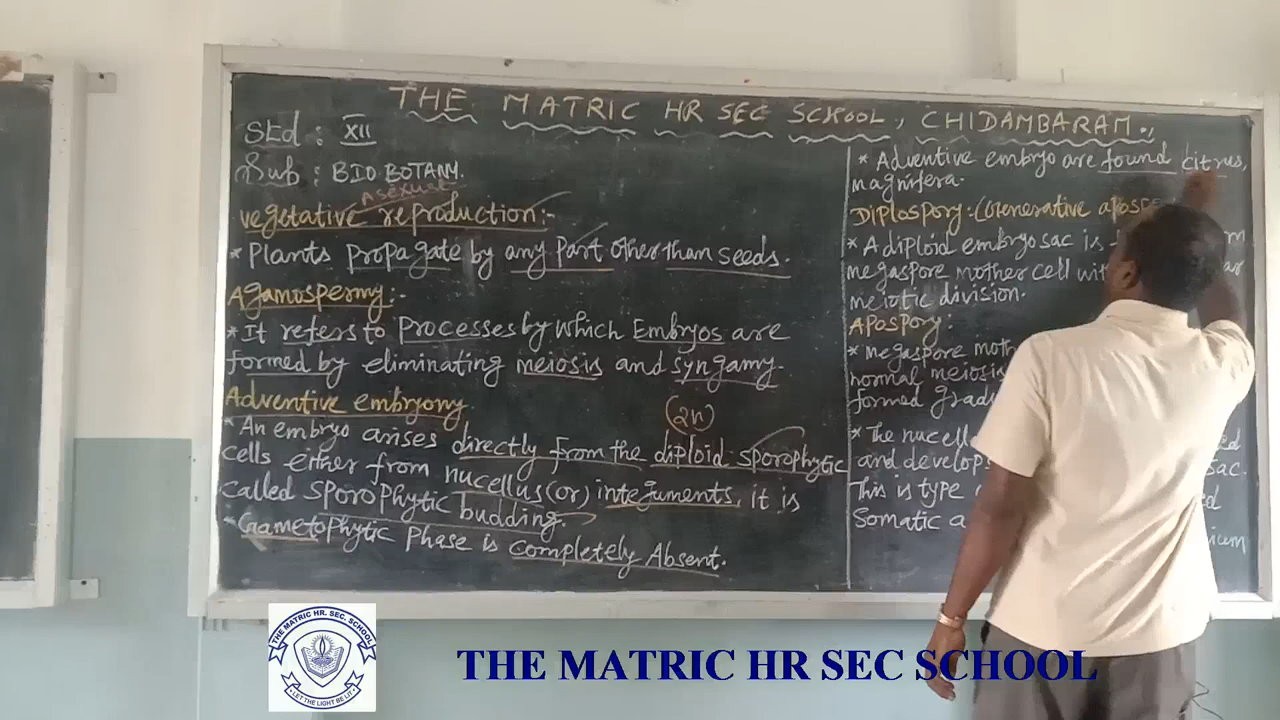 THE MATRIC HR SEC SCHOOL, CHIDAMBARAM.,
Std : XII
Sub : BIO BOTANY.
Asexual
vegetative reproduction:-
* Plants propagate by any part other than seeds.
Agamospermy:-
* It refers to processes by which Embryos are
formed by eliminating meiosis and syngamy.
Adventive embryony.
(2n)
* An embryo arises directly from the diploid sporophytic
cells either from nucellus (or) integuments, it is
called sporophytic budding.
* Gametophytic phase is completely Absent.
* Adventive embryo are found citrus,
magnifera.
Diplospory: (Generative
* A diploid embryosac is
megaspore mother cell
meiotic division.
Apospory:
* megaspore
normal meiosis
formed
* The
and develops sac.
This is type
Somatic
THE MATRIC HR. SEC. SCHOOL
LET THE LIGHT BE LIT
THE MATRIC HR SEC SCHOOL